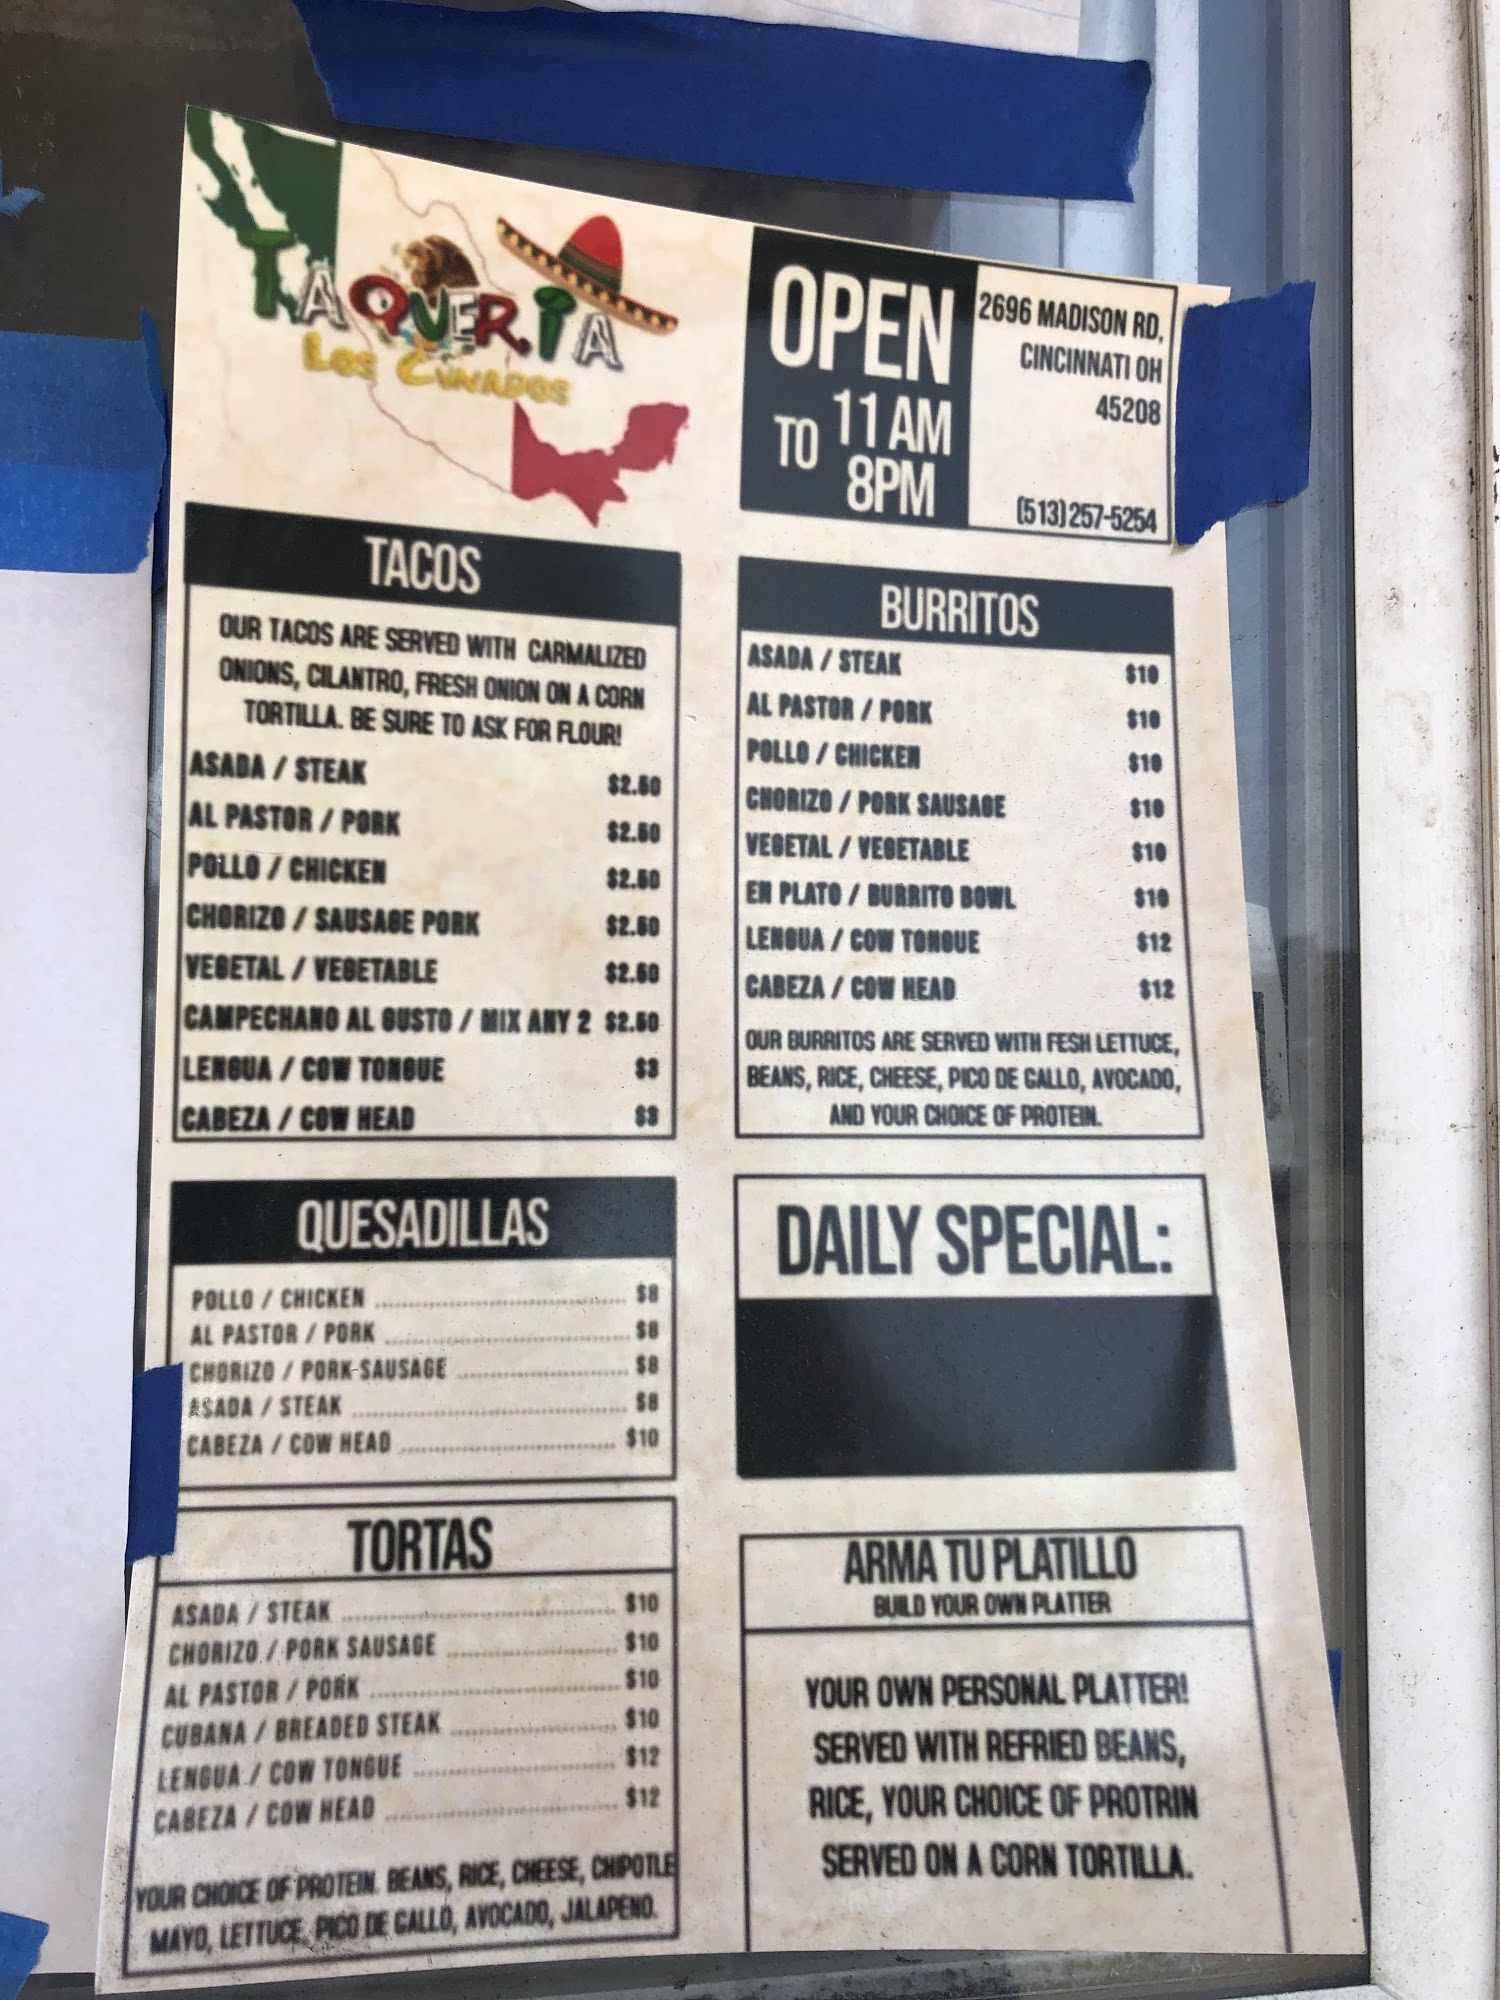 TAQUERIA
LOS CUNADOS
OPEN
11 AM
TO
8PM
2696 MADISON RD,
CINCINNATI OH
45208
(513)257-5254
TACOS
OUR TACOS ARE SERVED WITH CARMALIZED
ONIONS, CILANTRO, FRESH ONION ON A CORN
TORTILLA. BE SURE TO ASK FOR FLOUR!
ASADA / STEAK $2.50
AL PASTOR / PORK $2.50
POLLO / CHICKEN $2.50
CHORIZO / SAUSAGE PORK $2.50
VEGETAL / VEGETABLE $2.50
CAMPECHANO AL GUSTO / MIX ANY 2 $2.50
LENGUA / COW TONGUE $3
CABEZA / COW HEAD $3
BURRITOS
ASADA / STEAK $10
AL PASTOR / PORK $10
POLLO / CHICKEN $10
CHORIZO / PORK SAUSAGE $10
VEGETAL / VEGETABLE $10
EN PLATO / BURRITO BOWL $10
LENGUA / COW TONGUE $12
CABEZA / COW HEAD $12
OUR BURRITOS ARE SERVED WITH FESH LETTUCE,
BEANS, RICE, CHEESE, PICO DE GALLO, AVOCADO,
AND YOUR CHOICE OF PROTEIN.
QUESADILLAS
POLLO / CHICKEN $8
AL PASTOR / PORK $8
CHORIZO / PORK SAUSAGE $8
ASADA / STEAK $8
CABEZA / COW HEAD $10
DAILY SPECIAL:
TORTAS
ASADA / STEAK $10
CHORIZO / PORK SAUSAGE $10
AL PASTOR / PORK $10
CUBANA / BREADED STEAK $10
LENGUA / COW TONGUE $12
CABEZA / COW HEAD $12
YOUR CHOICE OF PROTEIN. BEANS, RICE, CHEESE, CHIPOTLE
MAYO, LETTUCE, PICO DE GALLO, AVOCADO, JALAPENO.
ARMA TU PLATILLO
BUILD YOUR OWN PLATTER
YOUR OWN PERSONAL PLATTER!
SERVED WITH REFRIED BEANS,
RICE, YOUR CHOICE OF PROTRIN
SERVED ON A CORN TORTILLA.